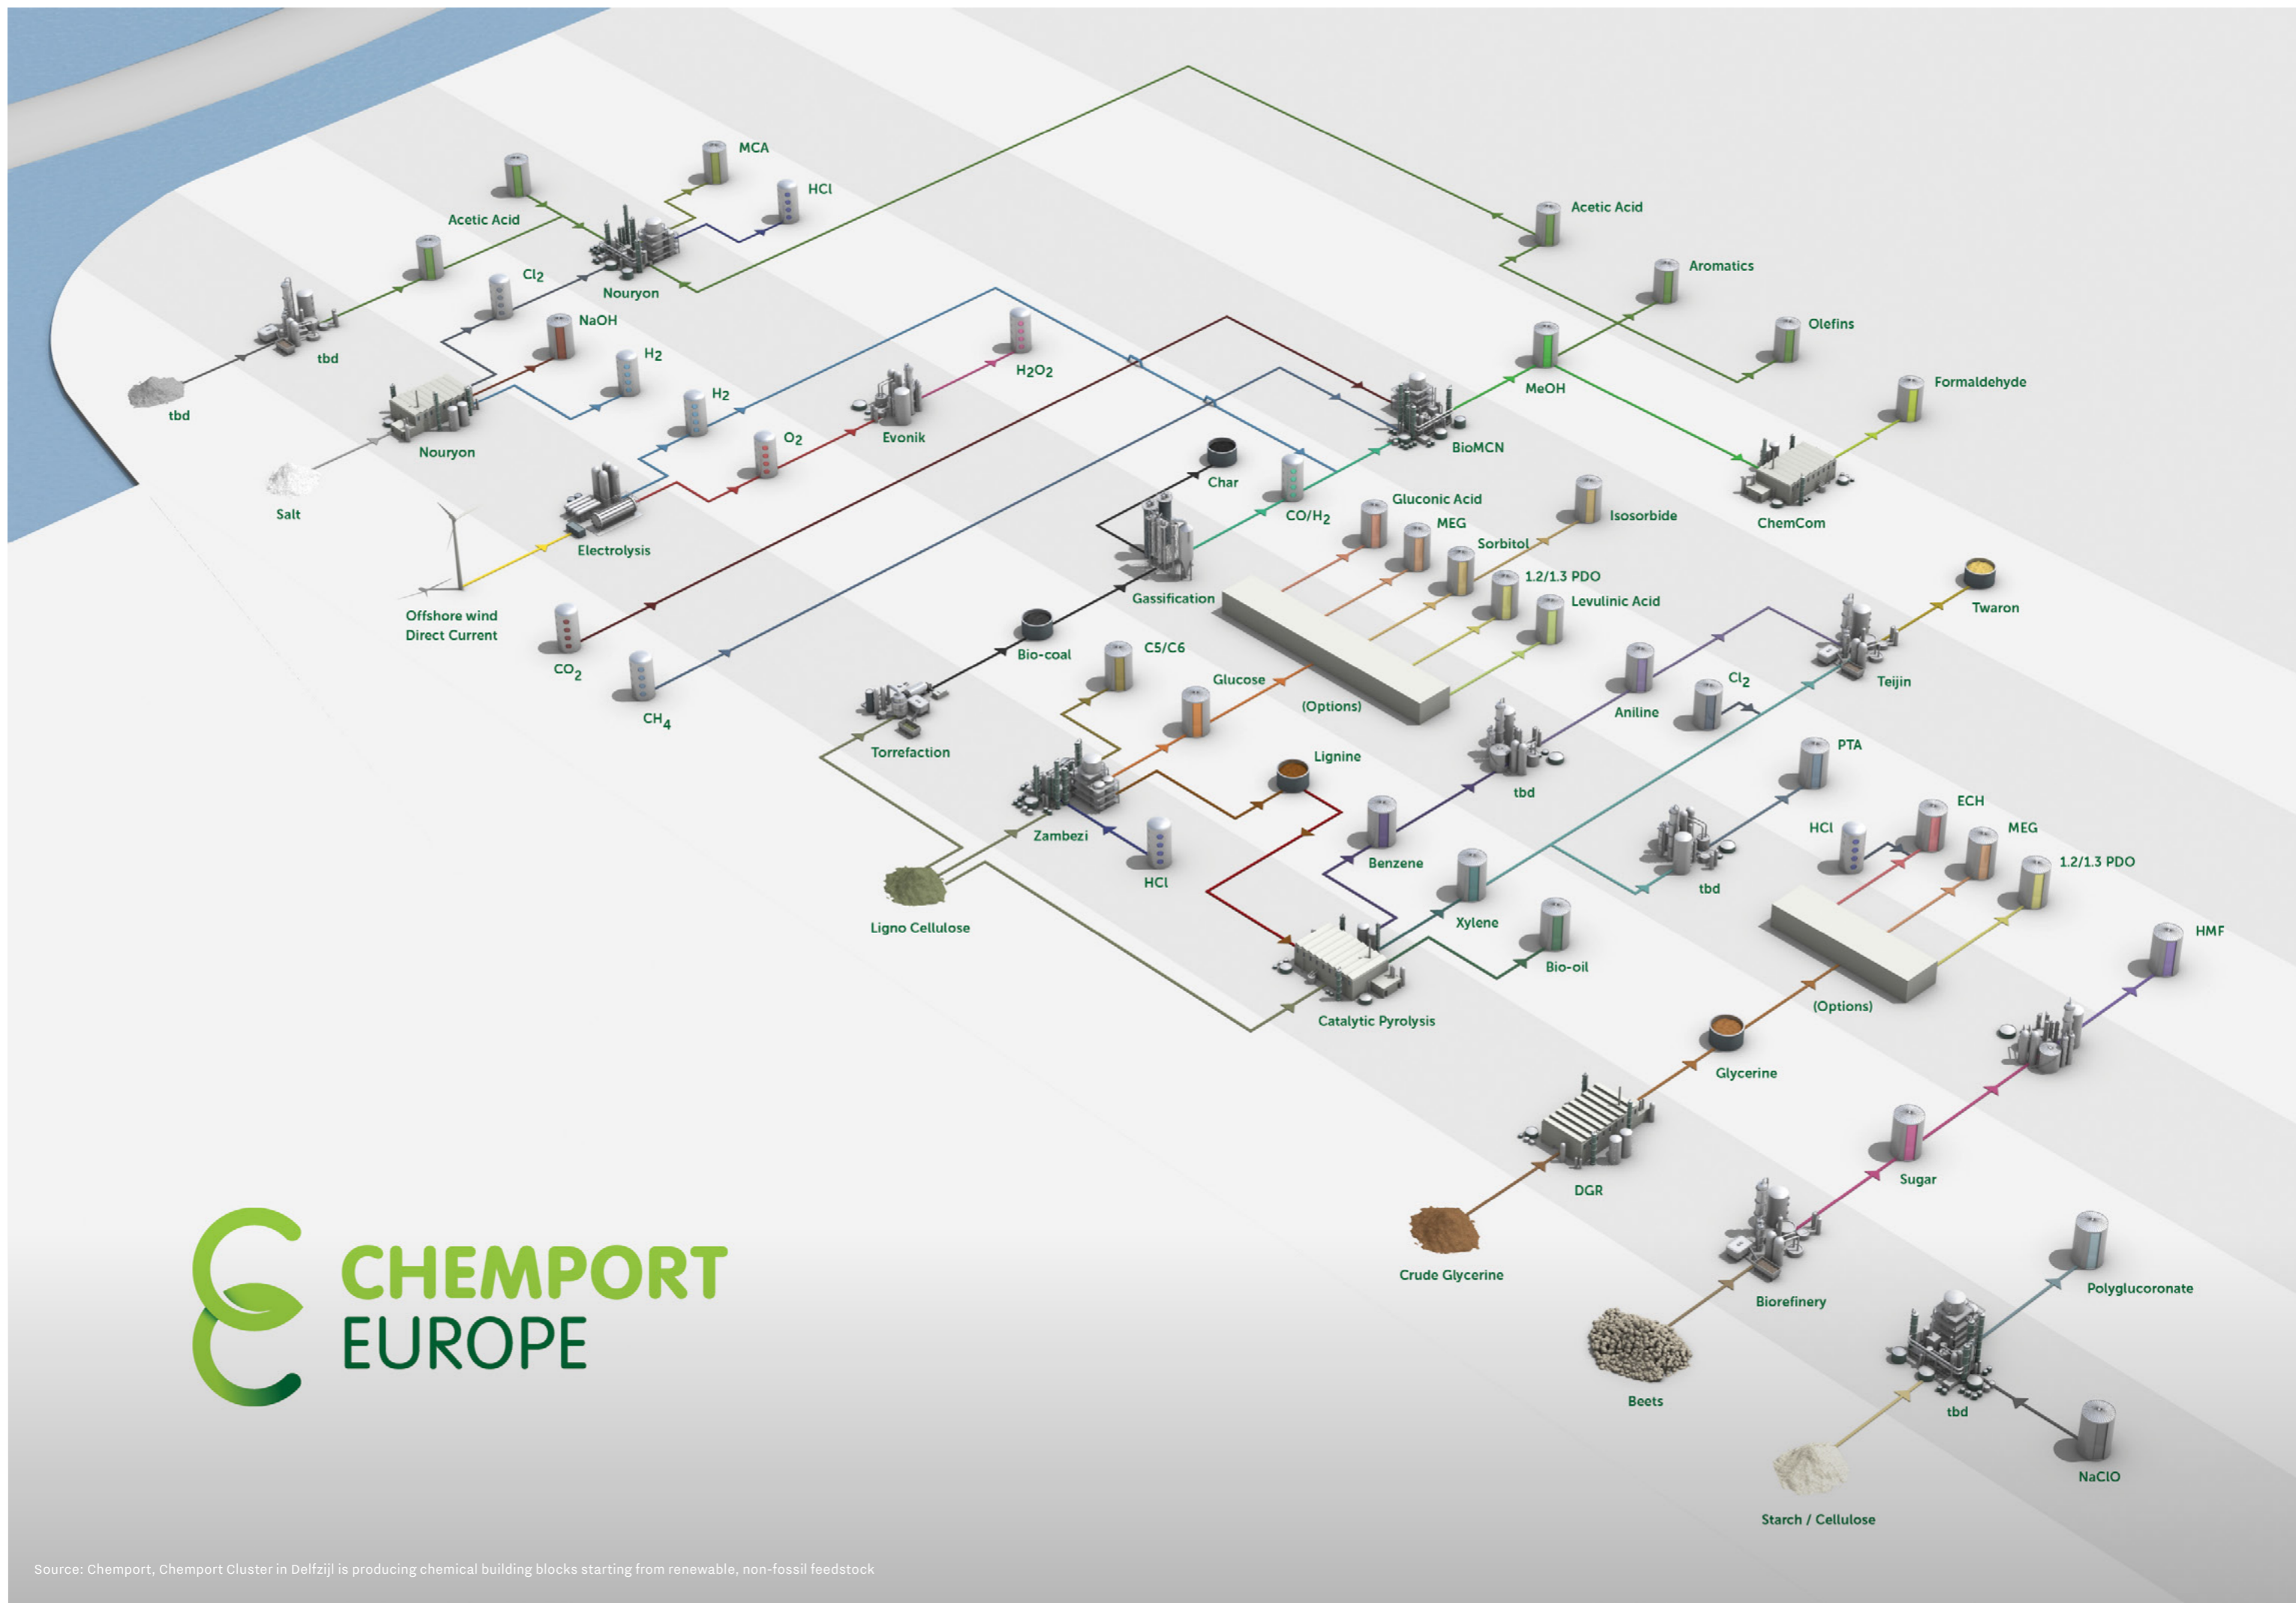 MCA
HCl
Acetic Acid
Acetic Acid
Aromatics
Cl2
Nouryon
NaOH
Olefins
tbd
H2
H2O2
MeOH
Formaldehyde
H2
tbd
O2
Evonik
BioMCN
Nouryon
Char
Gluconic Acid
Salt
CO/H2
MEG
Isosorbide
ChemCom
Electrolysis
Sorbitol
1.2/1.3 PDO
Offshore wind
Direct Current
Gassification
Levulinic Acid
Twaron
CO2
Bio-coal
C5/C6
Glucose
Cl2
Teijin
CH4
(Options)
Aniline
Torrefaction
Lignine
PTA
tbd
Zambezi
ECH
HCl
MEG
Benzene
1.2/1.3 PDO
HCl
tbd
Ligno Cellulose
Xylene
HMF
Bio-oil
Catalytic Pyrolysis
(Options)
Glycerine
DGR
Sugar
CHEMPORT
EUROPE
Crude Glycerine
Biorefinery
Polyglucoronate
Beets
tbd
NaClO
Starch / Cellulose
Source: Chemport, Chemport Cluster in Delfzijl is producing chemical building blocks starting from renewable, non-fossil feedstock